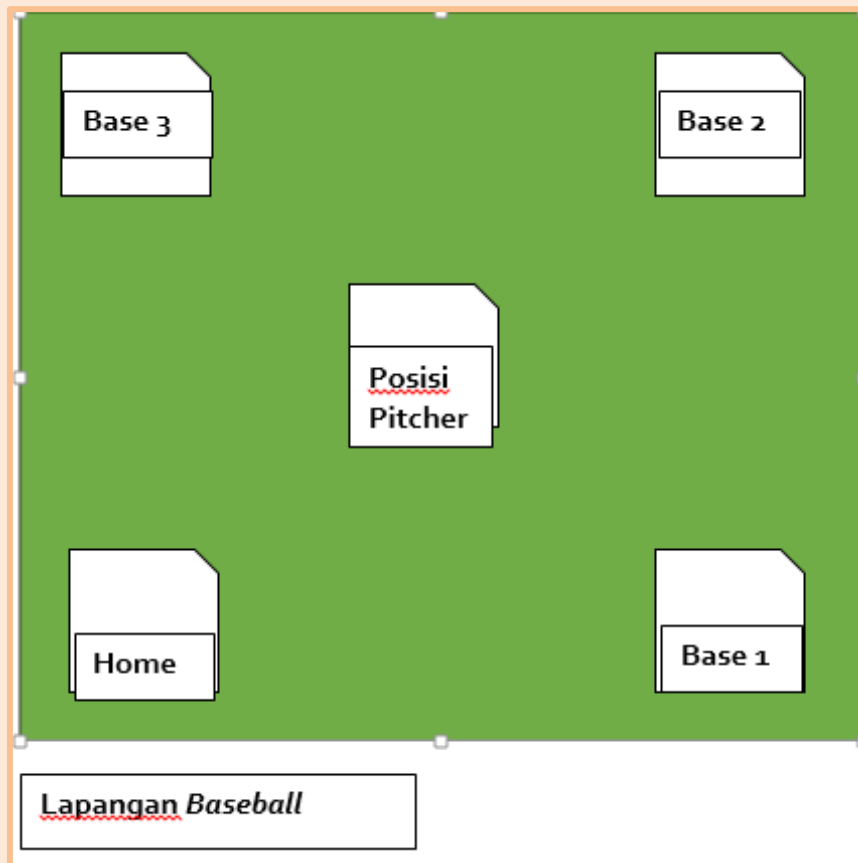 Base 3
Base 2
Posisi
Pitcher
Home
Base 1
Lapangan Baseball